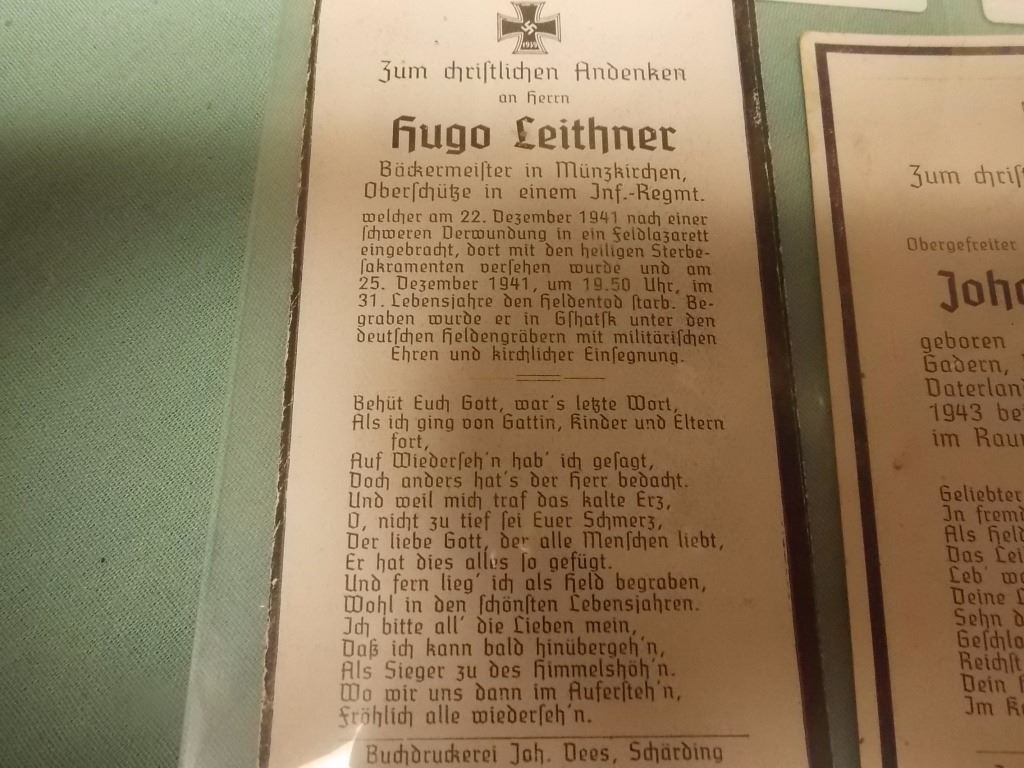 1939
Zum christlichen Andenken
an Herrn
Hugo Leithner
Bäckermeister in Münzkirchen,
Oberschütze in einem Inf.-Regmt.
welcher am 22. Dezember 1941 nach einer
schweren Verwundung in ein Feldlazarett
eingebracht, dort mit den heiligen Sterbe-
sakramenten versehen wurde und am
25. Dezember 1941, um 19.50 Uhr, im
31. Lebensjahre den Heldentod starb. Be-
graben wurde er in Gshatsk unter den
deutschen Heldengräbern mit militärischen
Ehren und kirchlicher Einsegnung.
Behüt Euch Gott, war's letzte Wort,
Als ich ging von Gattin, Kinder und Eltern
fort,
Auf Wiederseh'n hab' ich gesagt,
Doch anders hat's der Herr bedacht.
Und weil mich traf das kalte Erz,
O, nicht zu tief sei Euer Schmerz,
Der liebe Gott, der alle Menschen liebt,
Er hat dies alles so gefügt.
Und fern lieg' ich als Held begraben,
Wohl in den schönsten Lebensjahren.
Ich bitte all' die Lieben mein,
Daß ich kann bald hinübergeh'n,
Als Sieger zu des Himmelshöh'n.
Wo wir uns dann im Aufersteh'n,
Fröhlich alle wiederseh'n.
Buchdruckerei Joh. Vees, Schärding
Zum chris
Obergefreiter
Joha
geboren
Gadern,
Vaterlan
1943 be
im Rau
Geliebter
In frem
Als Held
Das Lei
Leb' wo
Deine L
Sehn d
Geschlo
Reichst
Dein
Im Ke